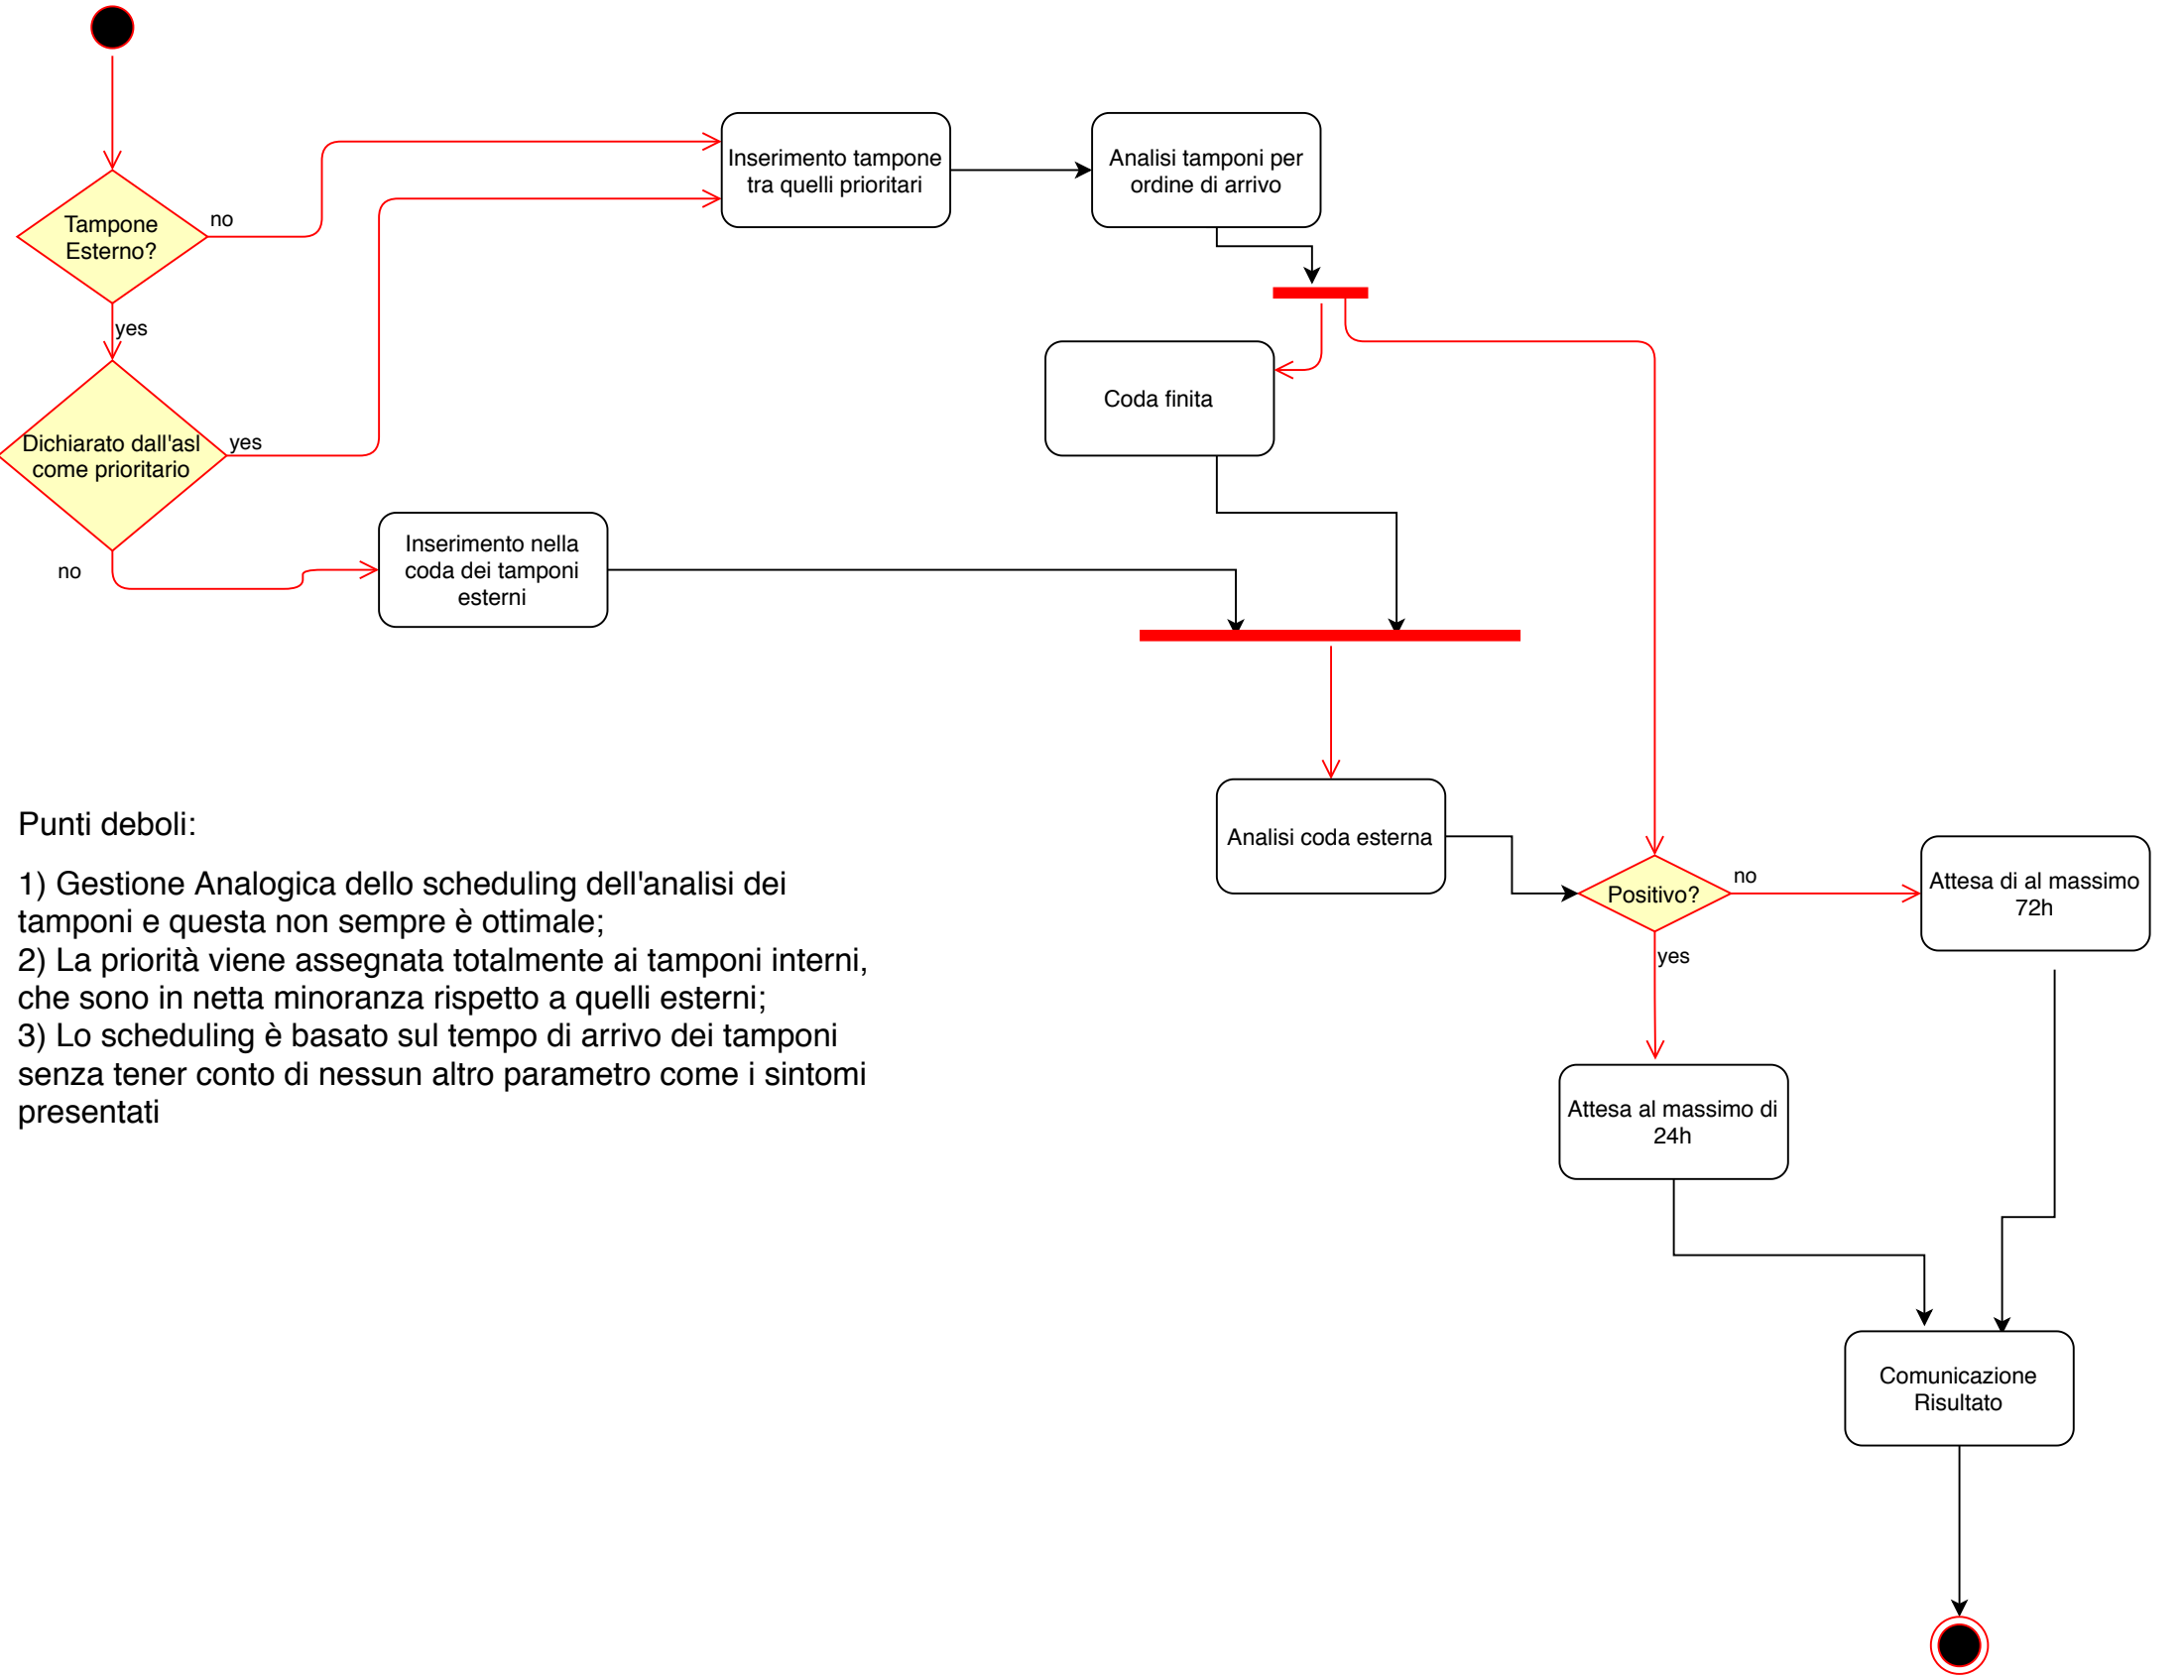 Tampone
Esterno?
no
yes
Dichiarato dall'asl
come prioritario
yes
no
Inserimento tampone
tra quelli prioritari
Analisi tamponi per
ordine di arrivo
Coda finita
Inserimento nella
coda dei tamponi
esterni
Analisi coda esterna
Positivo?
no
yes
Attesa di al massimo
72h
Attesa al massimo di
24h
Comunicazione
Risultato
Punti deboli:
1) Gestione Analogica dello scheduling dell'analisi dei
tamponi e questa non sempre è ottimale;
2) La priorità viene assegnata totalmente ai tamponi interni,
che sono in netta minoranza rispetto a quelli esterni;
3) Lo scheduling è basato sul tempo di arrivo dei tamponi
senza tener conto di nessun altro parametro come i sintomi
presentati